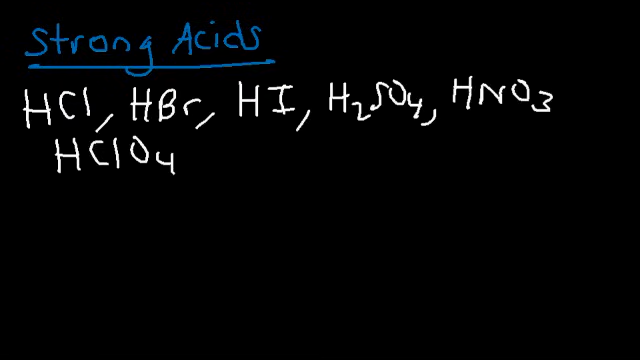 Strong Acids
HCl, HBr, HI, H₂SO₄, HNO₃
HClO₄